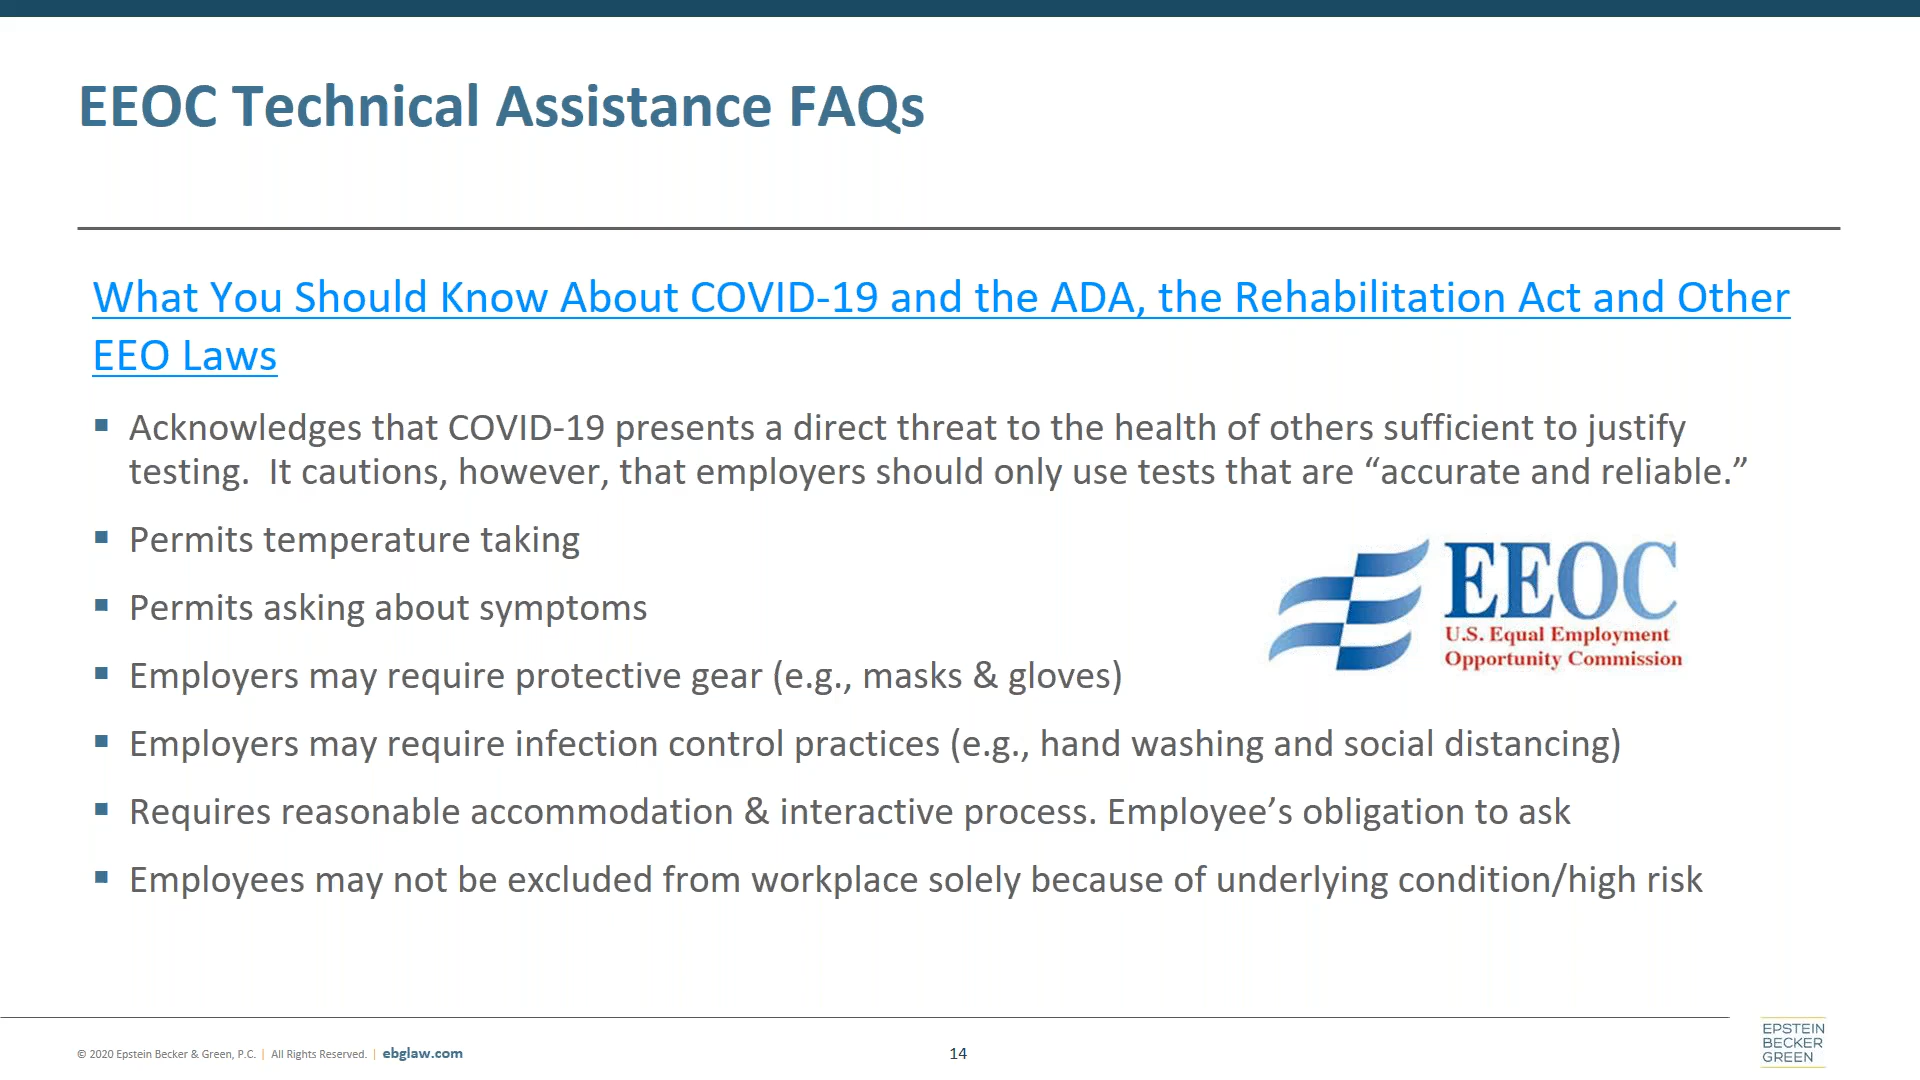 EEOC Technical Assistance FAQs
What You Should Know About COVID-19 and the ADA, the Rehabilitation Act and Other
EEO Laws
▪ Acknowledges that COVID-19 presents a direct threat to the health of others sufficient to justify
testing.  It cautions, however, that employers should only use tests that are “accurate and reliable.”
▪ Permits temperature taking
▪ Permits asking about symptoms
▪ Employers may require protective gear (e.g., masks & gloves)
▪ Employers may require infection control practices (e.g., hand washing and social distancing)
▪ Requires reasonable accommodation & interactive process. Employee’s obligation to ask
▪ Employees may not be excluded from workplace solely because of underlying condition/high risk
EEOC
U.S. Equal Employment
Opportunity Commission
© 2020 Epstein Becker & Green, P.C. | All Rights Reserved. | ebglaw.com
14
EPSTEIN
BECKER
GREEN